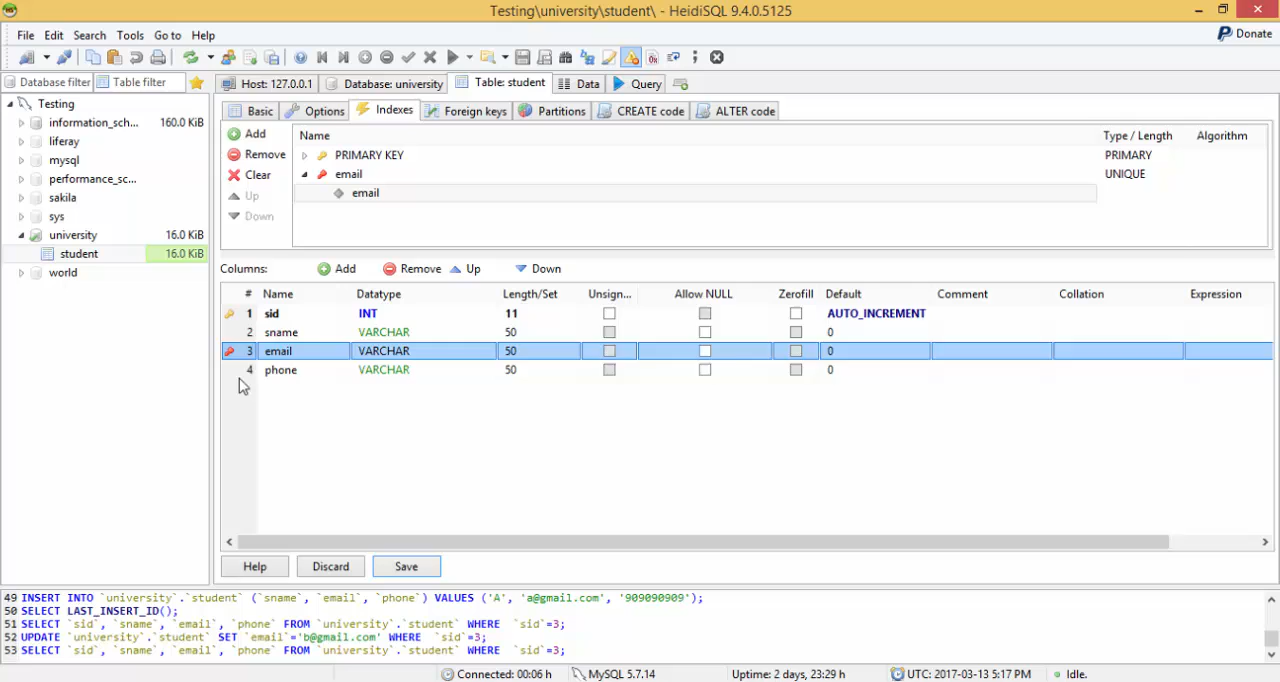 Testing\university\student\ - HeidiSQL 9.4.0.5125
File Edit Search Tools Go to Help
Donate
Database filter Table filter
Host: 127.0.0.1 Database: university Table: student Data Query
Testing
information_sch... 160.0 KiB
liferay
mysql
performance_sc...
sakila
sys
university 16.0 KiB
student 16.0 KiB
world
Basic Options Indexes Foreign keys Partitions CREATE code ALTER code
Add
Remove
Clear
Up
Down
Name Type / Length Algorithm
PRIMARY KEY PRIMARY
email UNIQUE
email
Columns: Add Remove Up Down
# Name Datatype Length/Set Unsign... Allow NULL Zerofill Default Comment Collation Expression
1 sid INT 11 AUTO_INCREMENT
2 sname VARCHAR 50 0
3 email VARCHAR 50 0
4 phone VARCHAR 50 0
Help Discard Save
49 INSERT INTO `university`.`student` (`sname`, `email`, `phone`) VALUES ('A', 'a@gmail.com', '909090909');
50 SELECT LAST_INSERT_ID();
51 SELECT `sid`, `sname`, `email`, `phone` FROM `university`.`student` WHERE `sid`=3;
52 UPDATE `university`.`student` SET `email`='b@gmail.com' WHERE `sid`=3;
53 SELECT `sid`, `sname`, `email`, `phone` FROM `university`.`student` WHERE `sid`=3;
Connected: 00:06 h MySQL 5.7.14 Uptime: 2 days, 23:29 h UTC: 2017-03-13 5:17 PM Idle.